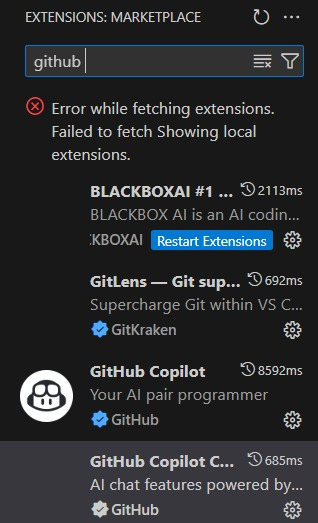 EXTENSIONS: MARKETPLACE
github
Error while fetching extensions.
Failed to fetch Showing local
extensions.
BLACKBOXAI #1 ... 2113ms
BLACKBOX AI is an AI codin...
KBOXAI Restart Extensions
GitLens — Git sup... 692ms
Supercharge Git within VS C...
GitKraken
GitHub Copilot 8592ms
Your AI pair programmer
GitHub
GitHub Copilot C... 685ms
AI chat features powered by...
GitHub